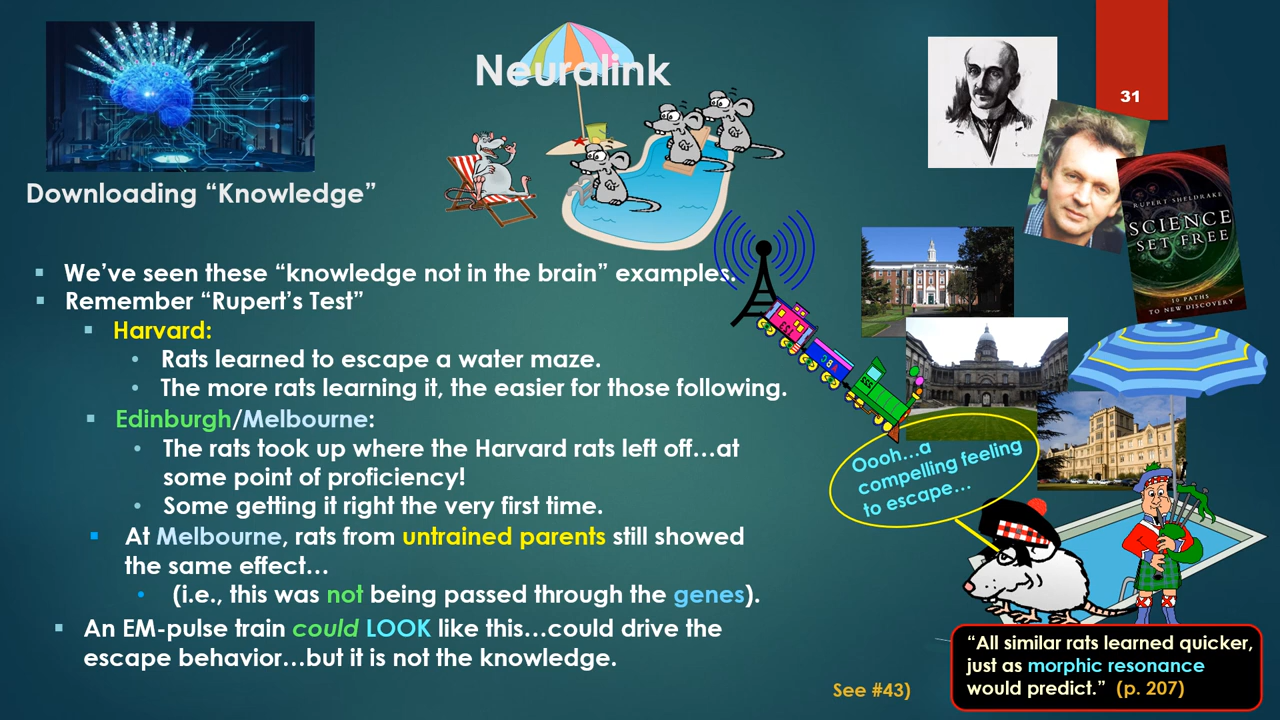 Neuralink
31
Downloading “Knowledge”
RUPERT SHELDRAKE
SCIENCE
SET FREE
10 PATHS
TO NEW DISCOVERY
We’ve seen these “knowledge not in the brain” examples.
Remember “Rupert’s Test”
Harvard:
Rats learned to escape a water maze.
The more rats learning it, the easier for those following.
Edinburgh/Melbourne:
The rats took up where the Harvard rats left off…at
some point of proficiency!
Some getting it right the very first time.
At Melbourne, rats from untrained parents still showed
the same effect…
(i.e., this was not being passed through the genes).
An EM-pulse train could LOOK like this…could drive the
escape behavior…but it is not the knowledge.
123
ABC
222
Oooh…a
compelling feeling
to escape…
“All similar rats learned quicker,
just as morphic resonance
would predict.” (p. 207)
See #43)